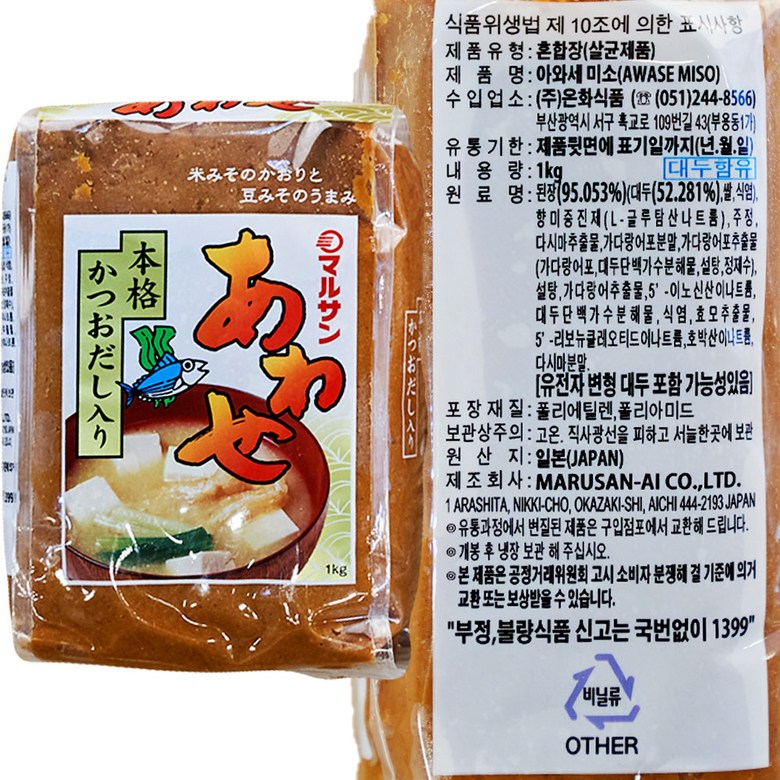 あわせ
米みそのかおりと
豆みそのうまみ
マルサン
本格
かつおだし入り
あわせ
1kg
かつおだし入り
식품위생법 제 10조에 의한 표시사항
제품유형 : 혼합장(살균제품)
제 품 명 : 아와세 미소(AWASE MISO)
수입업소 : (주)온화식품 (☏ (051)244-8566)
부산광역시 서구 흑교로 109번길 43(부용동1가)
유통기한 : 제품뒷면에 표기일까지(년.월.일)
내 용 량 : 1kg 대두함유
원 료 명 : 된장(95.053%)(대두(52.281%),쌀,식염),
향미증진제(L-글루탐산나트륨),주정,
다시마추출물,가다랑어포분말,가다랑어포추출물
(가다랑어포,대두단백가수분해물,설탕,정제수),
설탕,가다랑어추출물,5'-이노신산이나트륨,
대두단백가수분해물,식염,효모추출물,
5'-리보뉴클레오티드이나트륨,호박산이나트륨,
다시마분말.
[유전자 변형 대두 포함 가능성있음]
포장재질 : 폴리에틸렌,폴리아미드
보관상주의 : 고온. 직사광선을 피하고 서늘한곳에 보관
원 산 지 : 일본(JAPAN)
제조회사 : MARUSAN-AI CO.,LTD.
1 ARASHITA, NIKKI-CHO, OKAZAKI-SHI, AICHI 444-2193 JAPAN
◎ 유통과정에서 변질된 제품은 구입점포에서 교환해 드립니다.
◎ 개봉 후 냉장 보관 해 주십시오.
◎ 본 제품은 공정거래위원회 고시 소비자 분쟁해 결 기준에 의거
교환 또는 보상받을 수 있습니다.
"부정,불량식품 신고는 국번없이 1399"
비닐류
OTHER